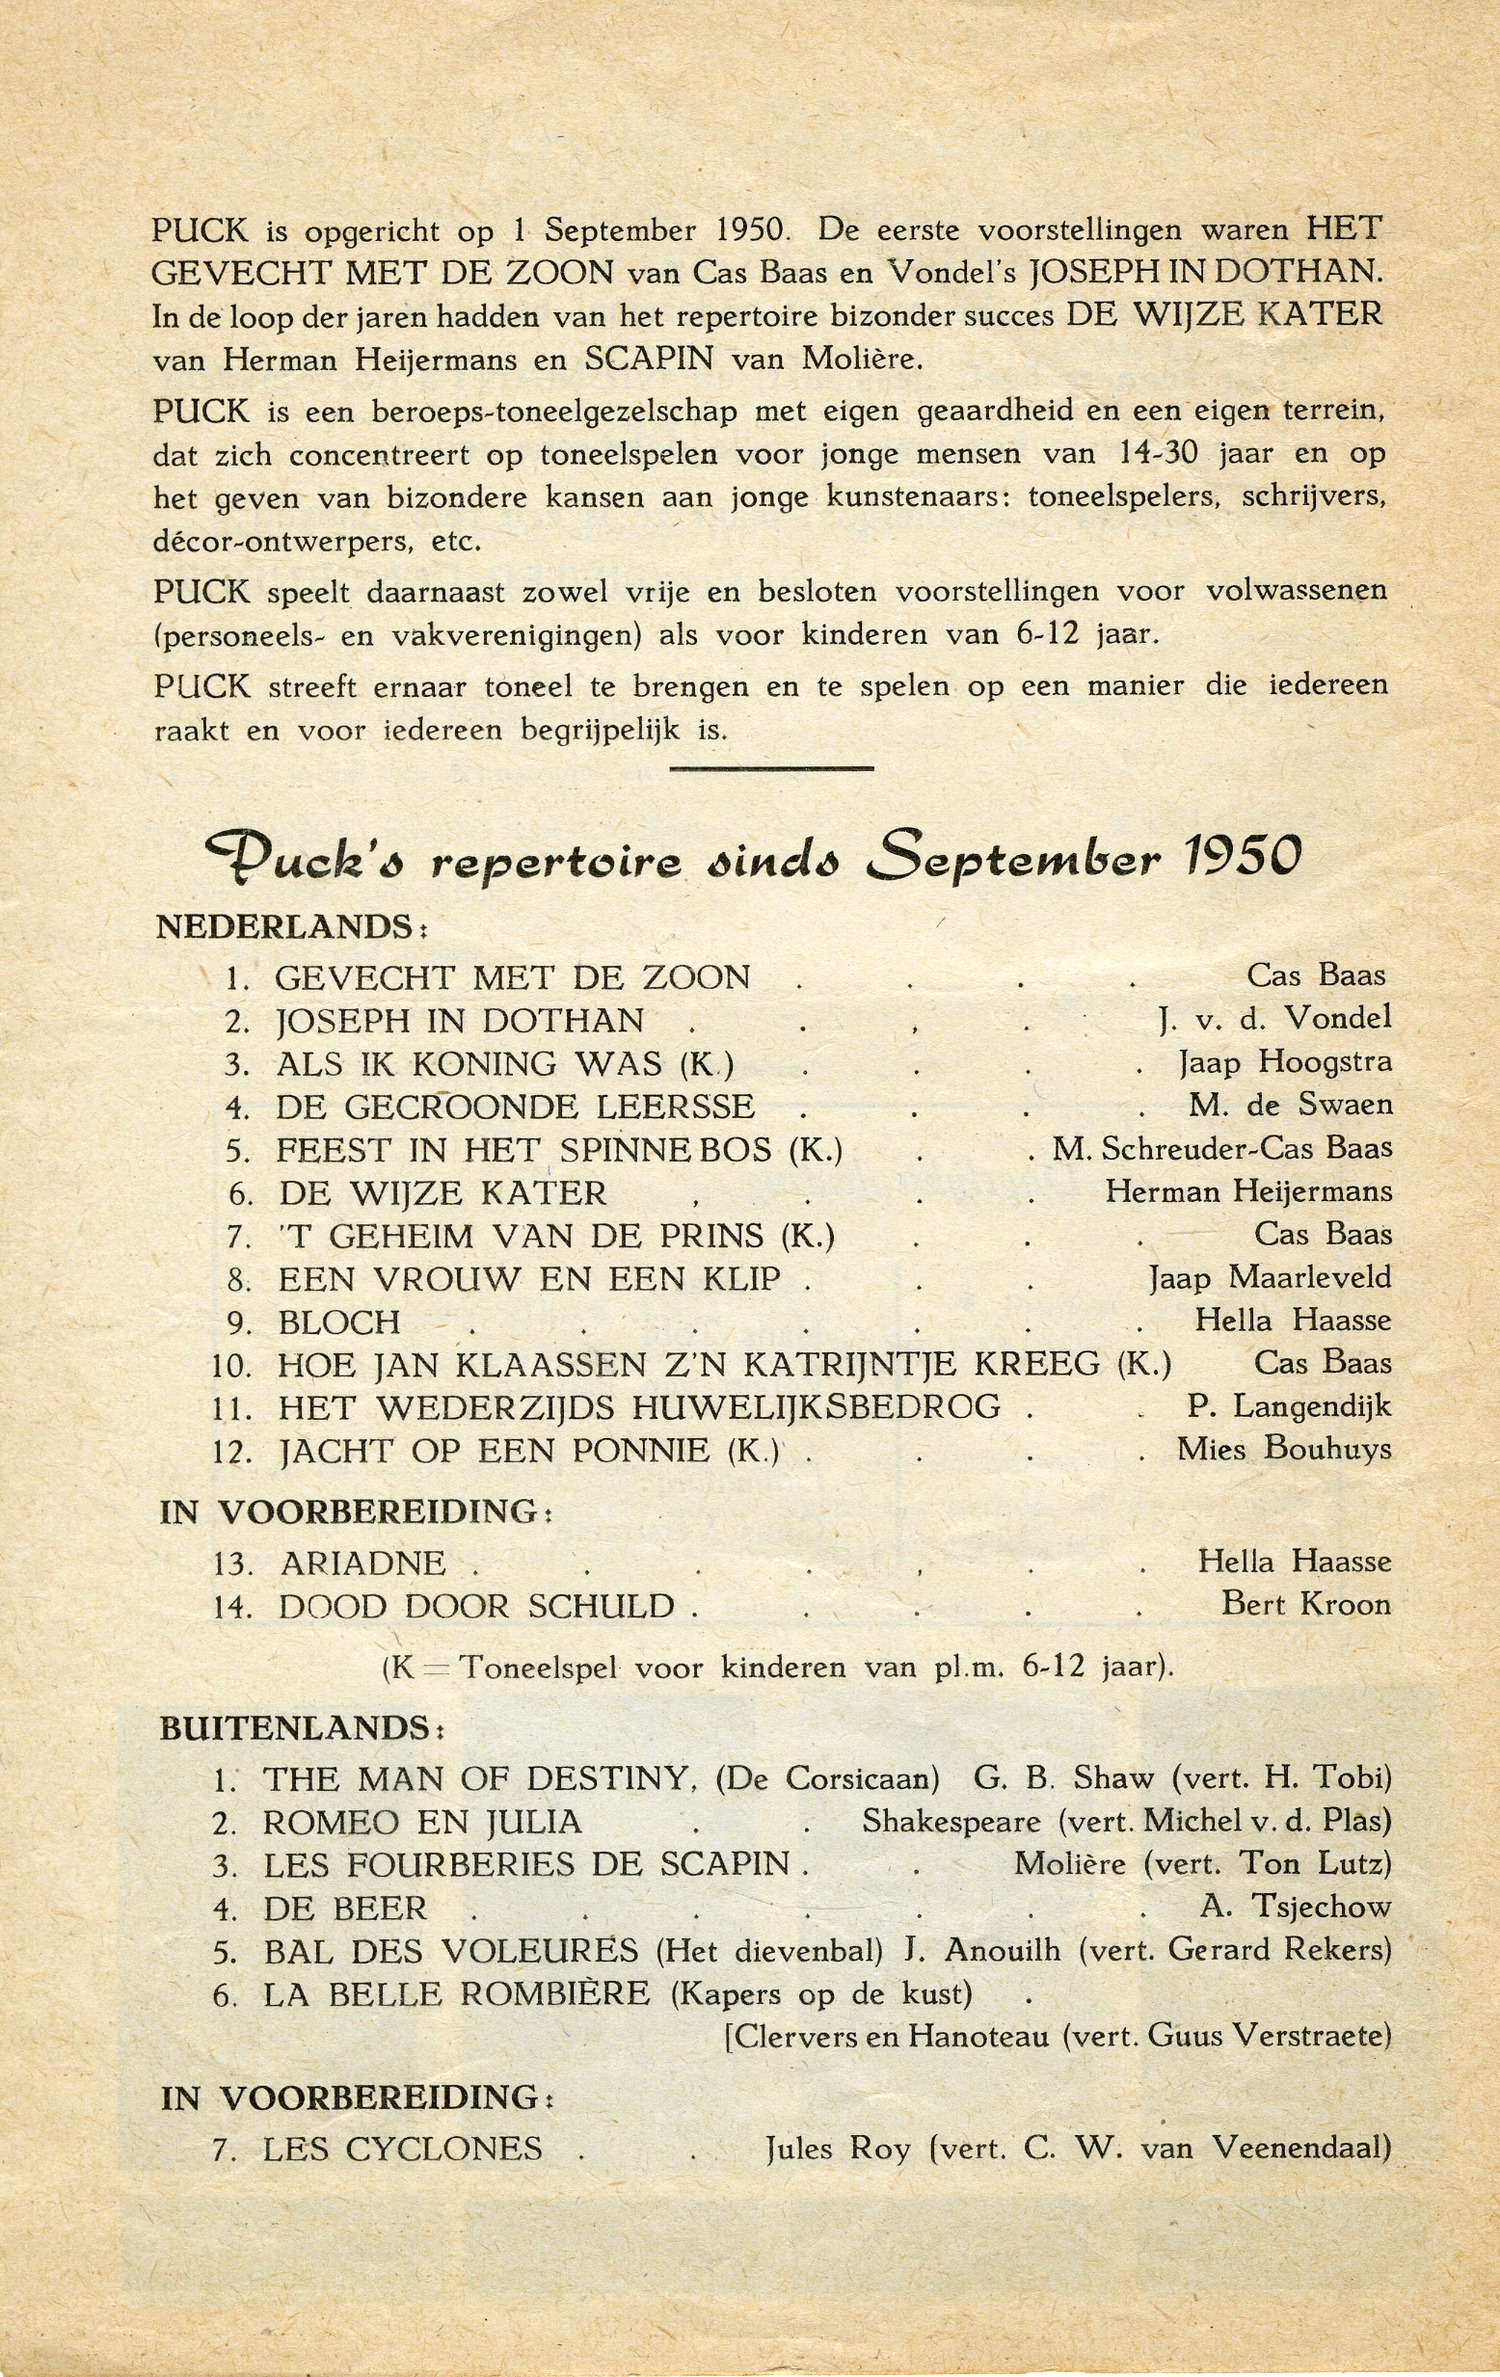 PUCK is opgericht op 1 September 1950. De eerste voorstellingen waren HET
GEVECHT MET DE ZOON van Cas Baas en Vondel's JOSEPH IN DOTHAN.
In de loop der jaren hadden van het repertoire bizonder succes DE WIJZE KATER
van Herman Heijermans en SCAPIN van Molière.
PUCK is een beroeps-toneelgezelschap met eigen geaardheid en een eigen terrein,
dat zich concentreert op toneelspelen voor jonge mensen van 14-30 jaar en op
het geven van bizondere kansen aan jonge kunstenaars: toneelspelers, schrijvers,
décor-ontwerpers, etc.
PUCK speelt daarnaast zowel vrije en besloten voorstellingen voor volwassenen
(personeels- en vakverenigingen) als voor kinderen van 6-12 jaar.
PUCK streeft ernaar toneel te brengen en te spelen op een manier die iedereen
raakt en voor iedereen begrijpelijk is.
Puck's repertoire sinds September 1950
NEDERLANDS:
1. GEVECHT MET DE ZOON . . . . Cas Baas
2. JOSEPH IN DOTHAN . . , . . J. v. d. Vondel
3. ALS IK KONING WAS (K.) . . . . Jaap Hoogstra
4. DE GECROONDE LEERSSE . . . . M. de Swaen
5. FEEST IN HET SPINNEBOS (K.) . . M. Schreuder-Cas Baas
6. DE WIJZE KATER , . . . Herman Heijermans
7. 'T GEHEIM VAN DE PRINS (K.) . . . Cas Baas
8. EEN VROUW EN EEN KLIP . . . Jaap Maarleveld
9. BLOCH . . . . . . . Hella Haasse
10. HOE JAN KLAASSEN Z'N KATRIJNTJE KREEG (K.) Cas Baas
11. HET WEDERZIJDS HUWELIJKSBEDROG . . P. Langendijk
12. JACHT OP EEN PONNIE (K.) . . . . Mies Bouhuys
IN VOORBEREIDING:
13. ARIADNE . . . . , . . Hella Haasse
14. DOOD DOOR SCHULD . . . . . Bert Kroon
(K = Toneelspel voor kinderen van pl.m. 6-12 jaar).
BUITENLANDS:
1. THE MAN OF DESTINY, (De Corsicaan) G. B. Shaw (vert. H. Tobi)
2. ROMEO EN JULIA . . Shakespeare (vert. Michel v. d. Plas)
3. LES FOURBERIES DE SCAPIN . . Molière (vert. Ton Lutz)
4. DE BEER . . . . . . . A. Tsjechow
5. BAL DES VOLEURES (Het dievenbal) J. Anouilh (vert. Gerard Rekers)
6. LA BELLE ROMBIÈRE (Kapers op de kust) .
[Clervers en Hanoteau (vert. Guus Verstraete)
IN VOORBEREIDING:
7. LES CYCLONES . . Jules Roy (vert. C. W. van Veenendaal)